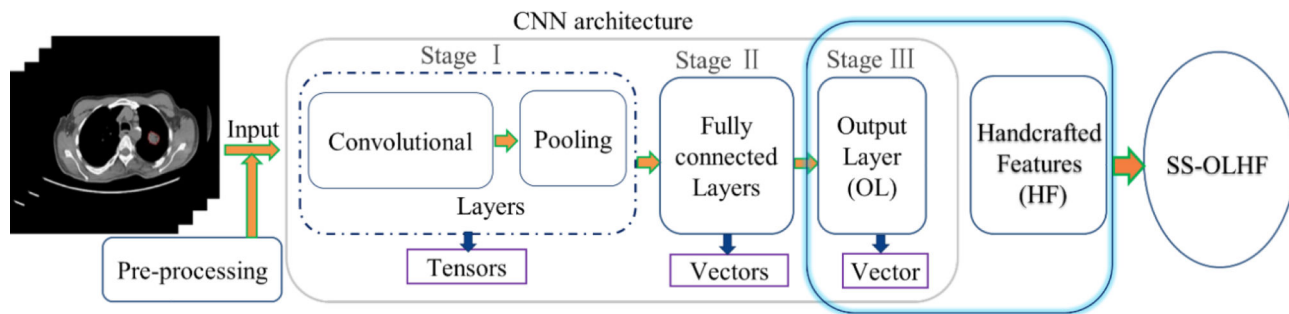 CNN architecture
Stage Ⅰ
Stage Ⅱ
Stage Ⅲ
Input
Convolutional
Pooling
Layers
Fully
connected
Layers
Output
Layer
(OL)
Handcrafted
Features
(HF)
SS-OLHF
Pre-processing
Tensors
Vectors
Vector